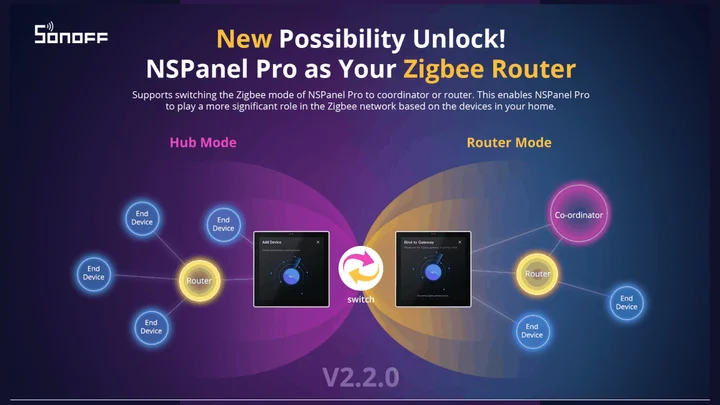 SONOFF
New Possibility Unlock!
NSPanel Pro as Your Zigbee Router
Supports switching the Zigbee mode of NSPanel Pro to coordinator or router. This enables NSPanel Pro
to play a more significant role in the Zigbee network based on the devices in your home.
Hub Mode
Router Mode
End
Device
End
Device
End
Device
Router
End
Device
Add Device
switch
Bind to Gateway
Co-ordinator
Router
End
Device
End
Device
V2.2.0